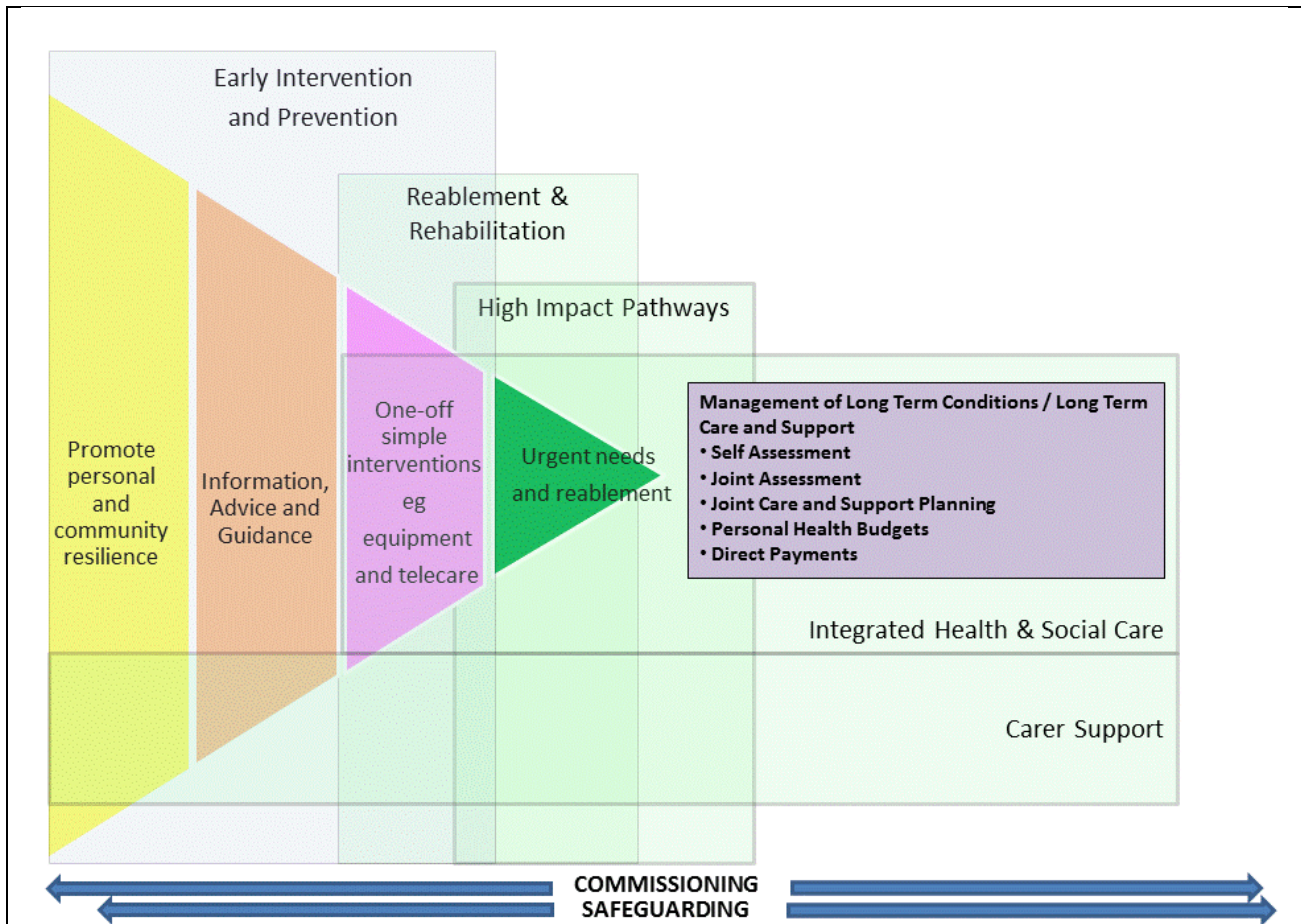 Early Intervention
and Prevention
Reablement &
Rehabilitation
High Impact Pathways
Promote
personal
and
community
resilience
Information,
Advice and
Guidance
One-off
simple
interventions
eg
equipment
and telecare
Urgent needs
and reablement
Management of Long Term Conditions / Long Term
Care and Support
• Self Assessment
• Joint Assessment
• Joint Care and Support Planning
• Personal Health Budgets
• Direct Payments
Integrated Health & Social Care
Carer Support
COMMISSIONING
SAFEGUARDING